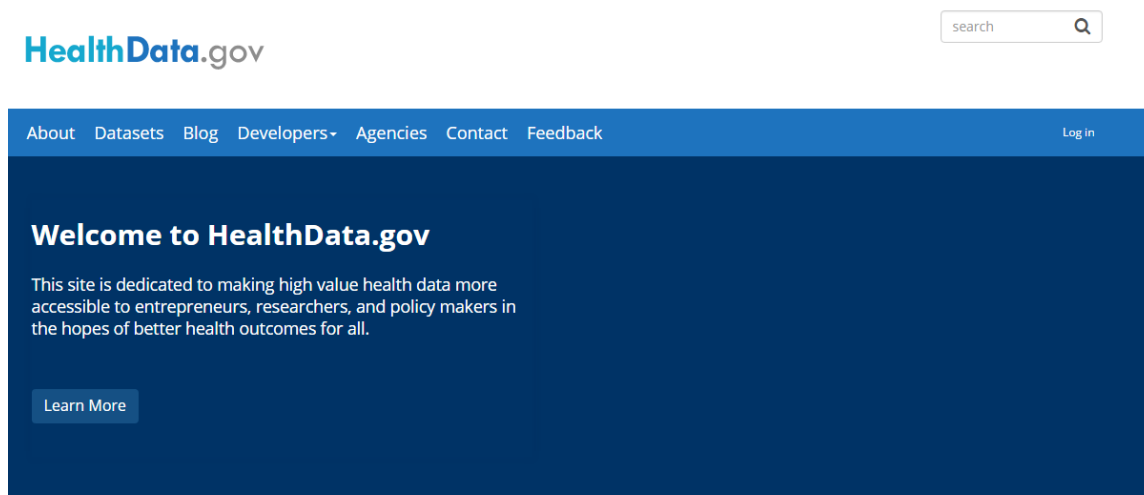 search
HealthData.gov
About Datasets Blog Developers Agencies Contact Feedback Log in
Welcome to HealthData.gov
This site is dedicated to making high value health data more
accessible to entrepreneurs, researchers, and policy makers in
the hopes of better health outcomes for all.
Learn More